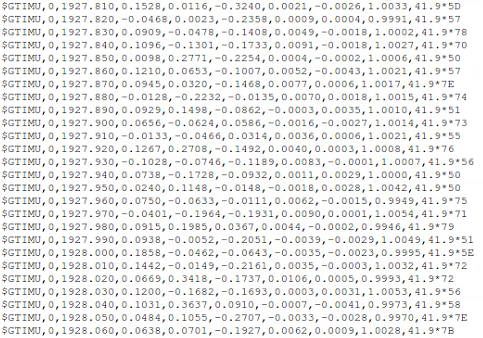 $GTIMU,0,1927.810,0.1528,0.0116,-0.3240,0.0021,-0.0026,1.0033,41.9*5D
$GTIMU,0,1927.820,-0.0468,0.0023,-0.2358,0.0009,0.0004,0.9991,41.9*57
$GTIMU,0,1927.830,0.0909,-0.0478,-0.1408,0.0049,-0.0018,1.0002,41.9*78
$GTIMU,0,1927.840,0.1096,-0.1301,-0.1733,0.0091,-0.0018,1.0027,41.9*70
$GTIMU,0,1927.850,0.0098,0.2771,-0.2254,0.0004,-0.0002,1.0006,41.9*50
$GTIMU,0,1927.860,0.1210,0.0653,-0.1007,0.0052,-0.0043,1.0021,41.9*57
$GTIMU,0,1927.870,0.0945,0.0320,-0.1468,0.0077,0.0006,1.0017,41.9*7E
$GTIMU,0,1927.880,-0.0128,-0.2232,-0.0135,0.0070,0.0018,1.0015,41.9*74
$GTIMU,0,1927.890,0.0929,0.1498,-0.0862,-0.0003,0.0035,1.0010,41.9*51
$GTIMU,0,1927.900,0.0656,-0.0624,0.0586,-0.0016,-0.0027,1.0014,41.9*73
$GTIMU,0,1927.910,-0.0133,-0.0466,0.0314,0.0036,0.0006,1.0021,41.9*55
$GTIMU,0,1927.920,0.1267,0.2708,-0.1492,0.0040,0.0003,1.0008,41.9*76
$GTIMU,0,1927.930,-0.1028,-0.0746,-0.1189,0.0083,-0.0001,1.0007,41.9*56
$GTIMU,0,1927.940,0.0738,-0.1728,-0.0932,0.0011,0.0029,1.0000,41.9*50
$GTIMU,0,1927.950,0.0240,0.1148,-0.0148,-0.0018,0.0028,1.0042,41.9*50
$GTIMU,0,1927.960,0.0750,-0.0633,-0.0111,0.0062,-0.0015,0.9949,41.9*75
$GTIMU,0,1927.970,-0.0401,-0.1964,-0.1931,0.0090,0.0001,1.0054,41.9*71
$GTIMU,0,1927.980,0.0915,0.1985,0.0367,0.0044,-0.0002,0.9946,41.9*79
$GTIMU,0,1927.990,0.0938,-0.0052,-0.2051,-0.0039,-0.0029,1.0049,41.9*51
$GTIMU,0,1928.000,0.1858,-0.0462,-0.0643,-0.0035,-0.0023,0.9995,41.9*5E
$GTIMU,0,1928.010,0.1442,-0.0149,-0.2161,0.0035,-0.0003,1.0032,41.9*72
$GTIMU,0,1928.020,0.0669,0.3418,-0.1737,0.0106,0.0005,0.9993,41.9*72
$GTIMU,0,1928.030,0.1200,-0.1682,-0.1693,0.0003,0.0031,1.0053,41.9*56
$GTIMU,0,1928.040,0.1031,0.3637,0.0910,-0.0007,-0.0041,0.9973,41.9*58
$GTIMU,0,1928.050,0.0484,0.1055,-0.2707,-0.0033,-0.0028,0.9970,41.9*7E
$GTIMU,0,1928.060,0.0638,0.0701,-0.1927,0.0062,0.0009,1.0028,41.9*7B